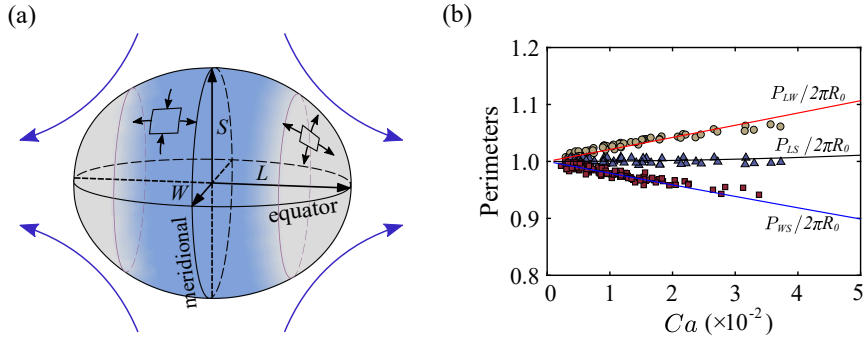 (a)
S
L
W
equator
meridional
(b)
1.2
1.1
1.0
0.9
0.8
Perimeters
P_LW/2πR_0
P_LS/2πR_0
P_WS/2πR_0
0
1
2
3
4
5
Ca (×10^-2)